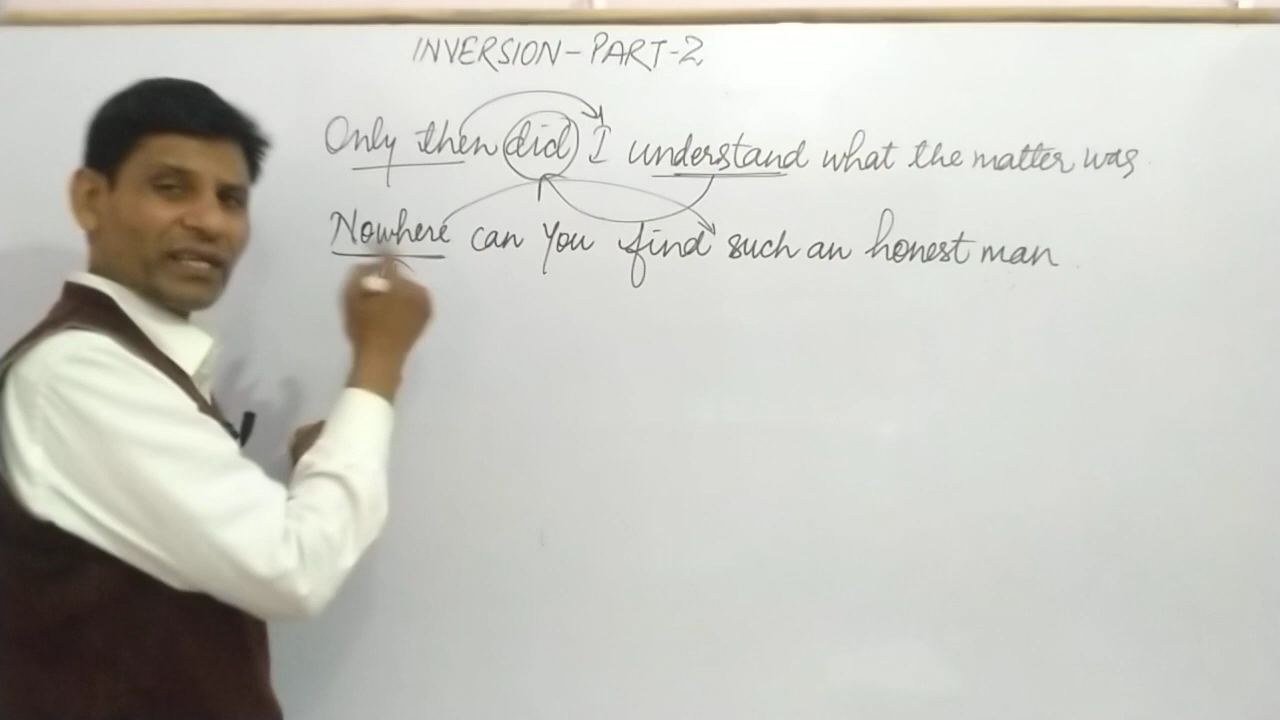 INVERSION-PART-2
Only then did I understand what the matter was
Nowhere can you find such an honest man